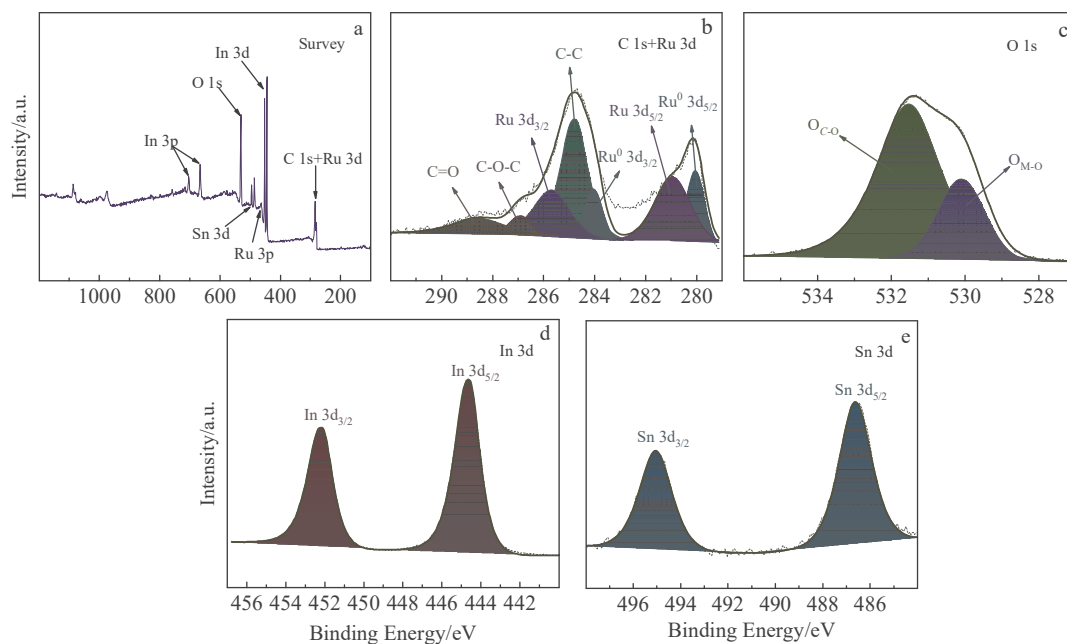 a
Survey
In 3d
O 1s
In 3p
C 1s+Ru 3d
Sn 3d
Ru 3p
Intensity/a.u.
1000 800 600 400 200
b
C 1s+Ru 3d
C-C
Ru⁰ 3d₅/₂
Ru 3d₅/₂
Ru 3d₃/₂
Ru⁰ 3d₃/₂
C-O-C
C=O
290 288 286 284 282 280
c
O 1s
O_C-O
O_M-O
534 532 530 528
d
In 3d
In 3d₅/₂
In 3d₃/₂
Intensity/a.u.
456 454 452 450 448 446 444 442
Binding Energy/eV
e
Sn 3d
Sn 3d₅/₂
Sn 3d₃/₂
496 494 492 490 488 486
Binding Energy/eV